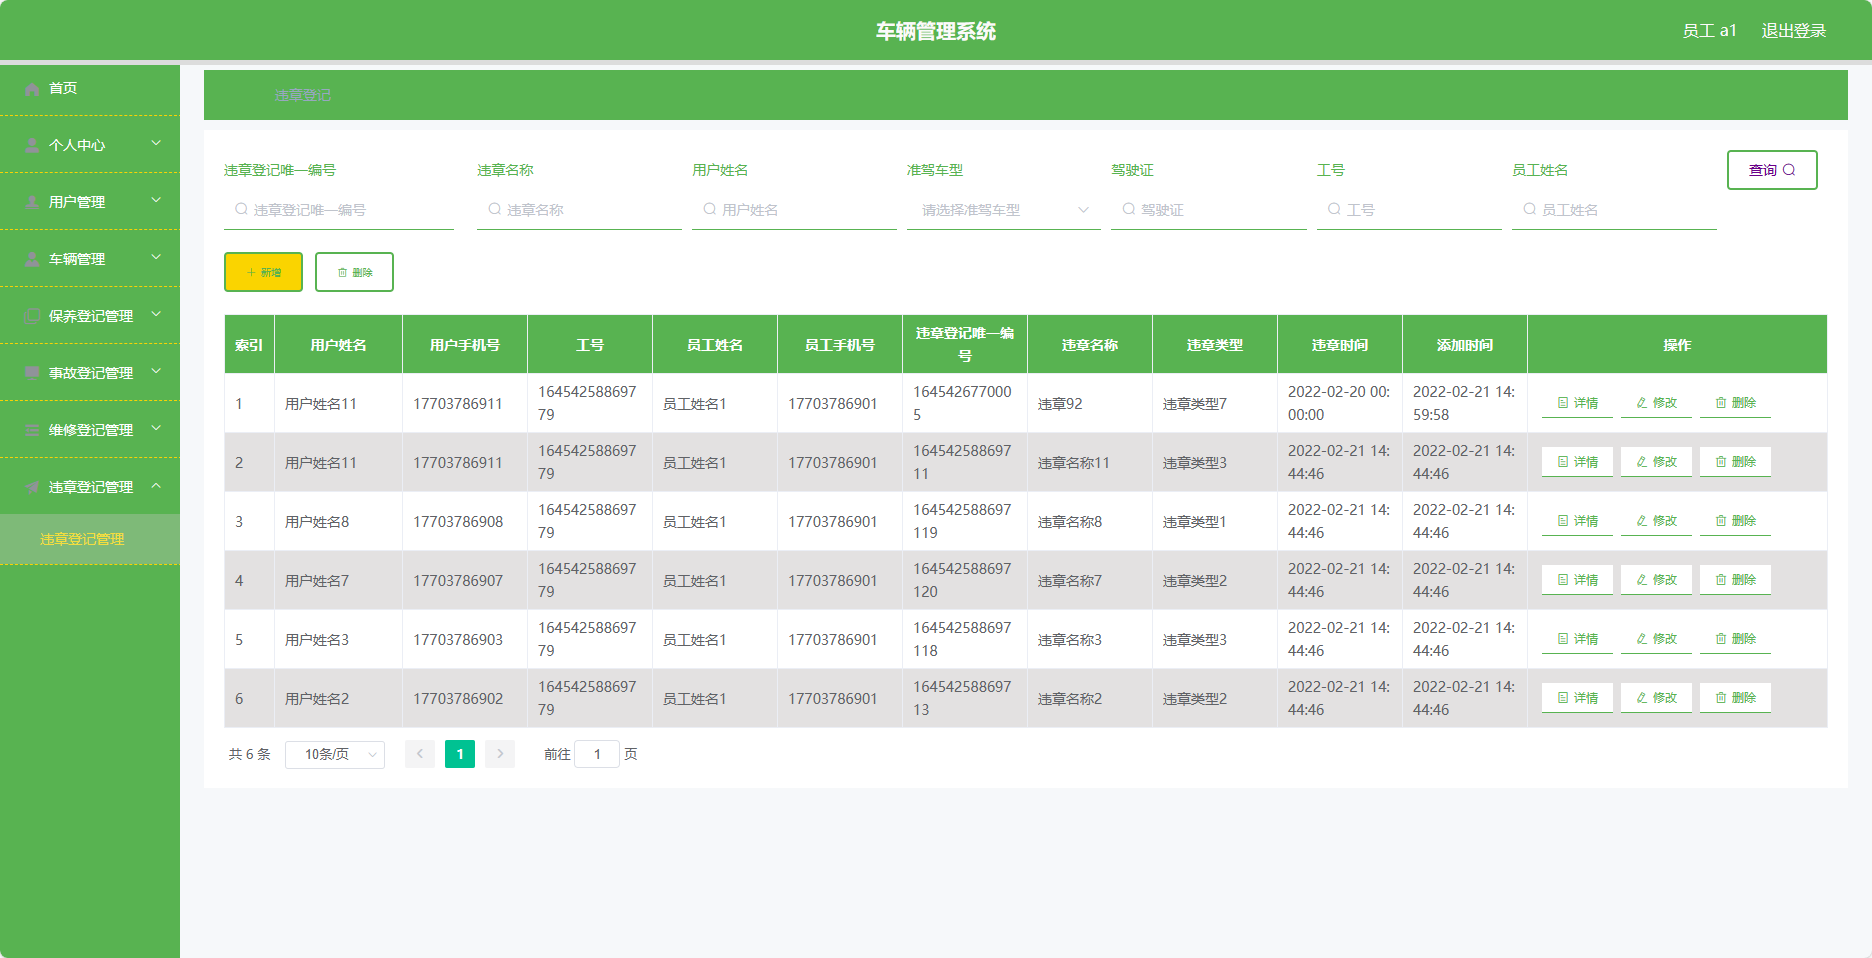 车辆管理系统
员工 a1 退出登录
首页
个人中心
用户管理
车辆管理
保养登记管理
事故登记管理
维修登记管理
违章登记管理
违章登记管理
违章登记
违章登记唯一编号 违章名称 用户姓名 准驾车型 驾驶证 工号 员工姓名 查询
违章登记唯一编号 违章名称 用户姓名 请选择准驾车型 驾驶证 工号 员工姓名
新增 删除
索引 用户姓名 用户手机号 工号 员工姓名 员工手机号 违章登记唯一编号 违章名称 违章类型 违章时间 添加时间 操作
1 用户姓名11 17703786911 16454258869779 员工姓名1 17703786901 1645426770005 违章92 违章类型7 2022-02-20 00:00:00 2022-02-21 14:59:58 详情 修改 删除
2 用户姓名11 17703786911 16454258869779 员工姓名1 17703786901 16454258869711 违章名称11 违章类型3 2022-02-21 14:44:46 2022-02-21 14:44:46 详情 修改 删除
3 用户姓名8 17703786908 16454258869779 员工姓名1 17703786901 164542588697119 违章名称8 违章类型1 2022-02-21 14:44:46 2022-02-21 14:44:46 详情 修改 删除
4 用户姓名7 17703786907 16454258869779 员工姓名1 17703786901 164542588697120 违章名称7 违章类型2 2022-02-21 14:44:46 2022-02-21 14:44:46 详情 修改 删除
5 用户姓名3 17703786903 16454258869779 员工姓名1 17703786901 164542588697118 违章名称3 违章类型3 2022-02-21 14:44:46 2022-02-21 14:44:46 详情 修改 删除
6 用户姓名2 17703786902 16454258869779 员工姓名1 17703786901 16454258869713 违章名称2 违章类型2 2022-02-21 14:44:46 2022-02-21 14:44:46 详情 修改 删除
共 6 条 10条/页 1 前往 1 页